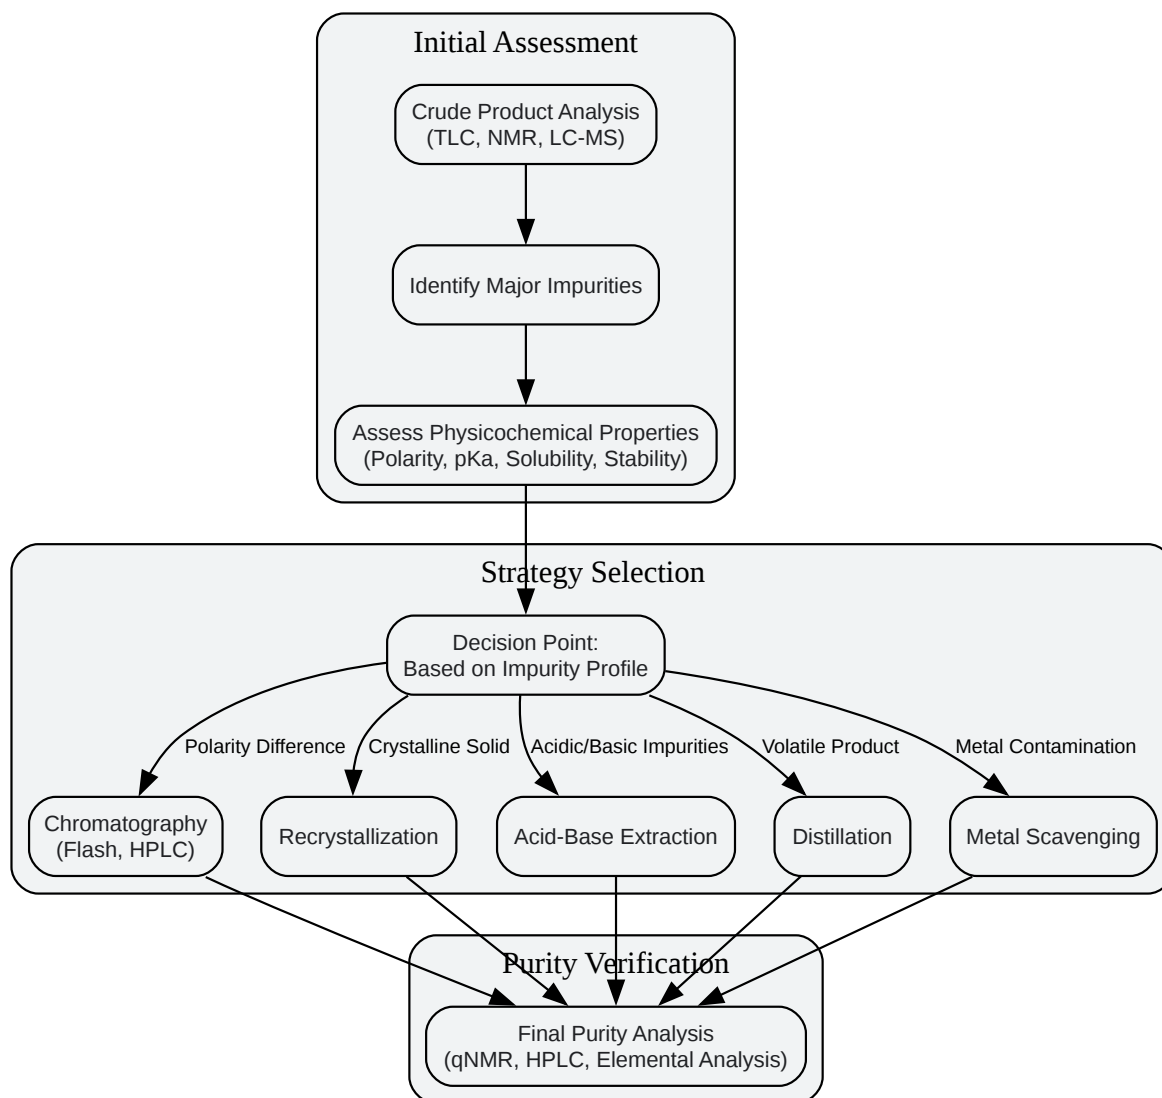 Initial Assessment
Crude Product Analysis
(TLC, NMR, LC-MS)
Identify Major Impurities
Assess Physicochemical Properties
(Polarity, pKa, Solubility, Stability)
Strategy Selection
Decision Point:
Based on Impurity Profile
Polarity Difference
Crystalline Solid
Acidic/Basic Impurities
Volatile Product
Metal Contamination
Chromatography
(Flash, HPLC)
Recrystallization
Acid-Base Extraction
Distillation
Metal Scavenging
Purity Verification
Final Purity Analysis
(qNMR, HPLC, Elemental Analysis)